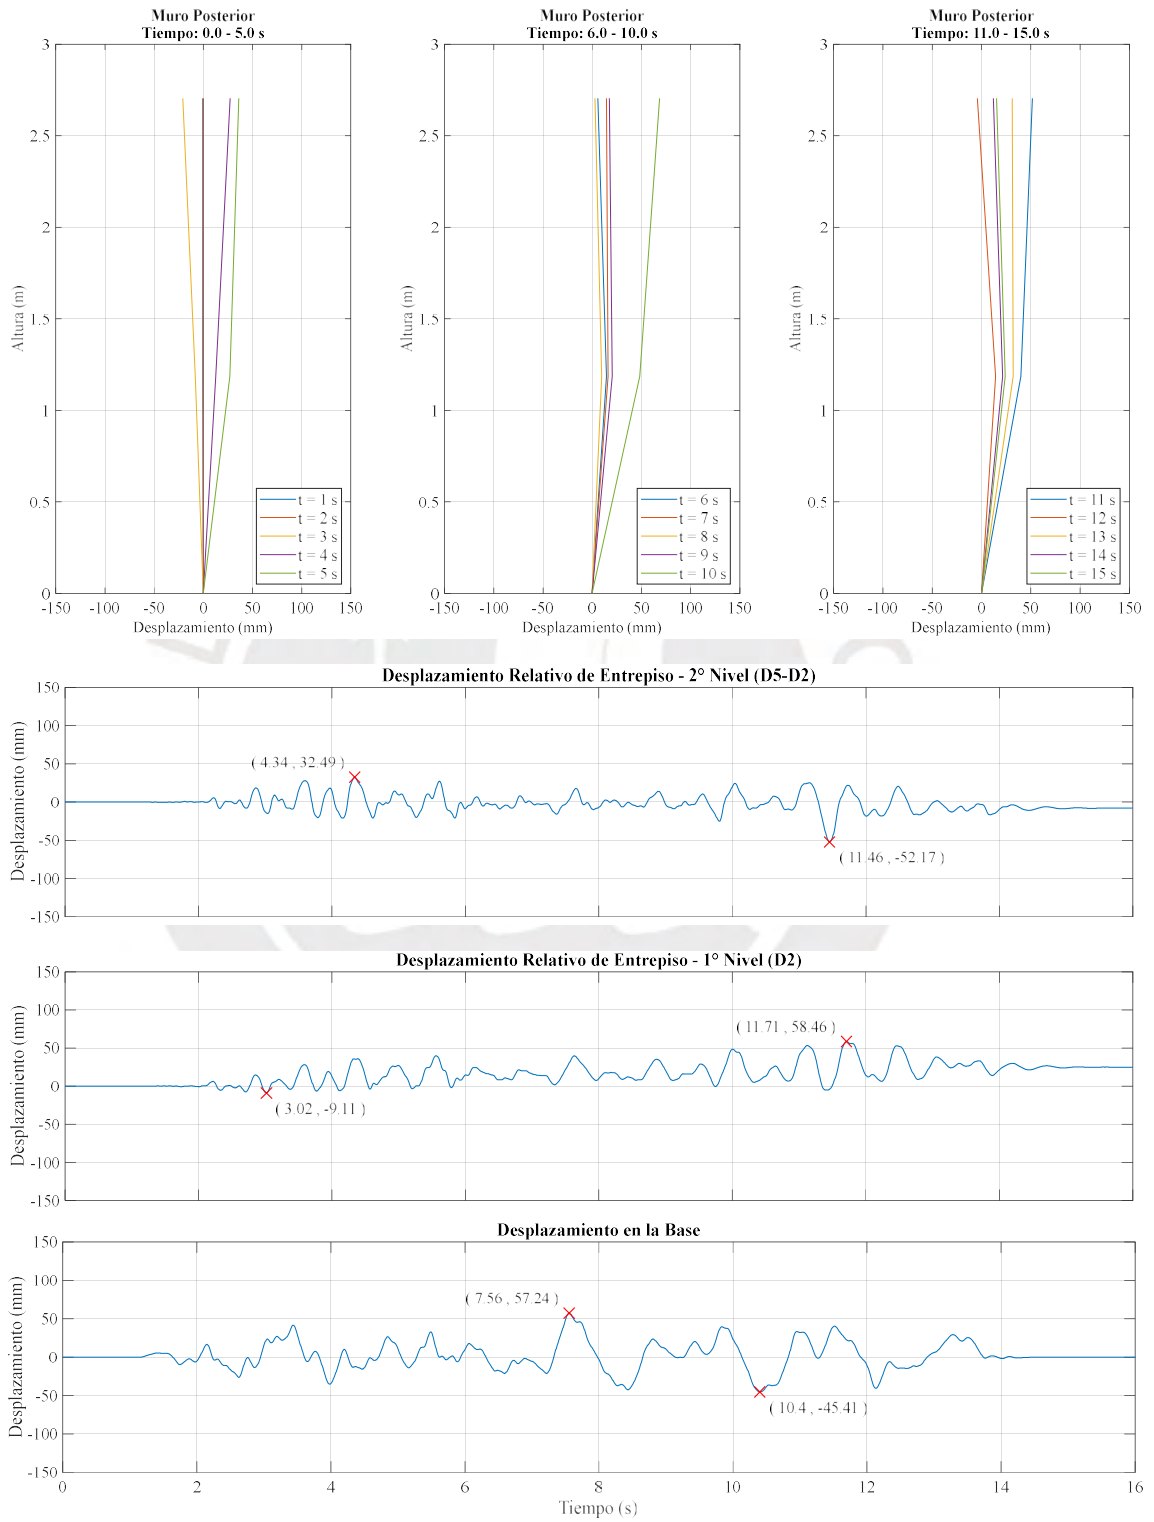 Muro Posterior
Tiempo: 0.0 - 5.0 s
3
2.5
2
1.5
1
0.5
0
Altura (m)
-150 -100 -50 0 50 100 150
Desplazamiento (mm)
t = 1 s
t = 2 s
t = 3 s
t = 4 s
t = 5 s
Muro Posterior
Tiempo: 6.0 - 10.0 s
3
2.5
2
1.5
1
0.5
0
Altura (m)
-150 -100 -50 0 50 100 150
Desplazamiento (mm)
t = 6 s
t = 7 s
t = 8 s
t = 9 s
t = 10 s
Muro Posterior
Tiempo: 11.0 - 15.0 s
3
2.5
2
1.5
1
0.5
0
Altura (m)
-150 -100 -50 0 50 100 150
Desplazamiento (mm)
t = 11 s
t = 12 s
t = 13 s
t = 14 s
t = 15 s
Desplazamiento Relativo de Entrepiso - 2° Nivel (D5-D2)
150
100
50
0
-50
-100
-150
Desplazamiento (mm)
( 4.34 , 32.49 )
( 11.46 , -52.17 )
Desplazamiento Relativo de Entrepiso - 1° Nivel (D2)
150
100
50
0
-50
-100
-150
Desplazamiento (mm)
( 11.71 , 58.46 )
( 3.02 , -9.11 )
Desplazamiento en la Base
150
100
50
0
-50
-100
-150
Desplazamiento (mm)
( 7.56 , 57.24 )
( 10.4 , -45.41 )
0 2 4 6 8 10 12 14 16
Tiempo (s)